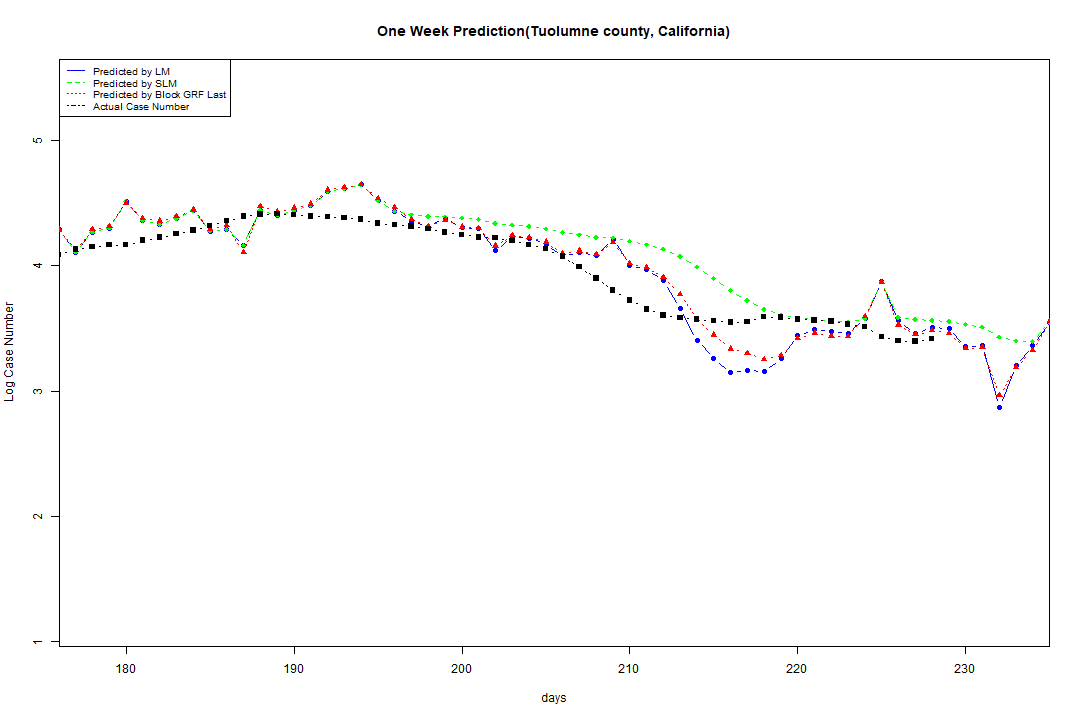 One Week Prediction(Tuolumne county, California)
Predicted by LM
Predicted by SLM
Predicted by Block GRF Last
Actual Case Number
5
4
3
2
1
Log Case Number
180 190 200 210 220 230
days